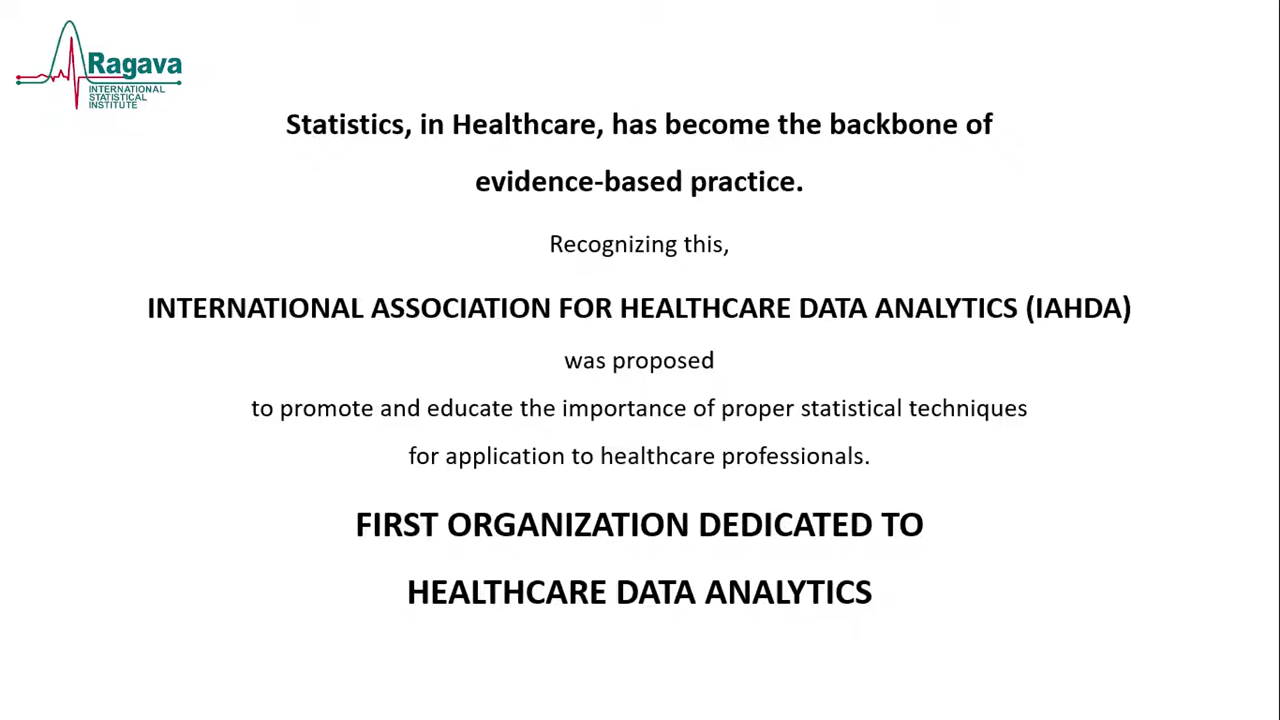 Ragava
INTERNATIONAL
STATISTICAL
INSTITUTE
Statistics, in Healthcare, has become the backbone of
evidence-based practice.
Recognizing this,
INTERNATIONAL ASSOCIATION FOR HEALTHCARE DATA ANALYTICS (IAHDA)
was proposed
to promote and educate the importance of proper statistical techniques
for application to healthcare professionals.
FIRST ORGANIZATION DEDICATED TO
HEALTHCARE DATA ANALYTICS